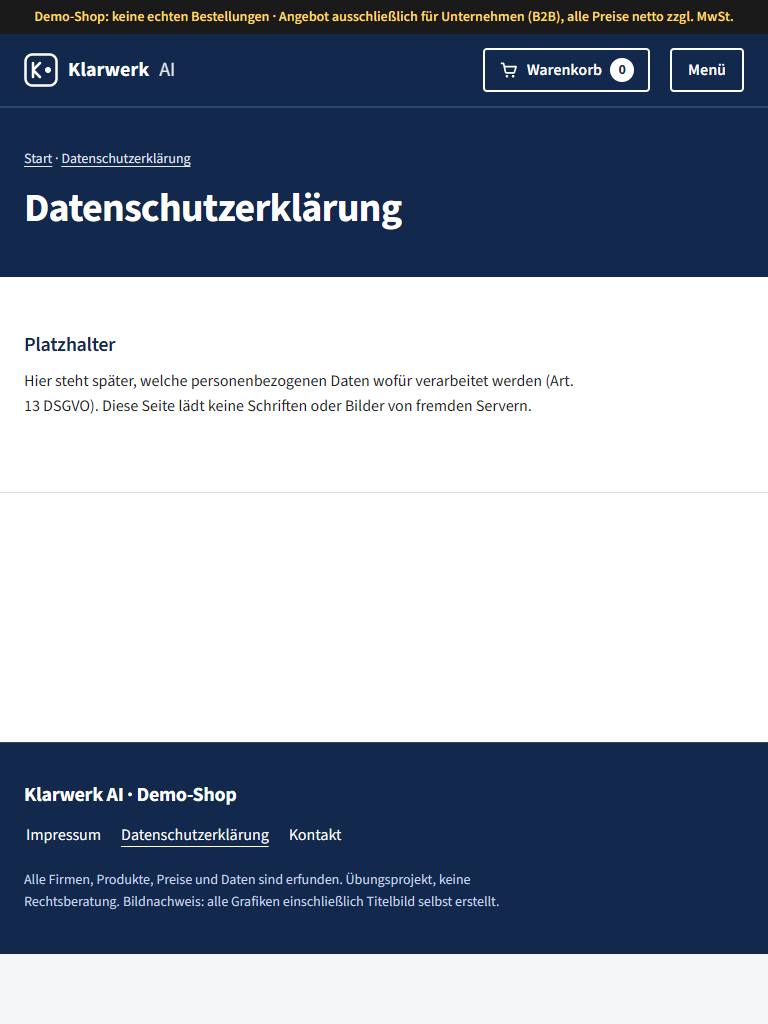 Demo-Shop: keine echten Bestellungen · Angebot ausschließlich für Unternehmen (B2B), alle Preise netto zzgl. MwSt.
K Klarwerk AI
Warenkorb 0
Menü
Start · Datenschutzerklärung
Datenschutzerklärung
Platzhalter
Hier steht später, welche personenbezogenen Daten wofür verarbeitet werden (Art.
13 DSGVO). Diese Seite lädt keine Schriften oder Bilder von fremden Servern.
Klarwerk AI · Demo-Shop
Impressum Datenschutzerklärung Kontakt
Alle Firmen, Produkte, Preise und Daten sind erfunden. Übungsprojekt, keine
Rechtsberatung. Bildnachweis: alle Grafiken einschließlich Titelbild selbst erstellt.